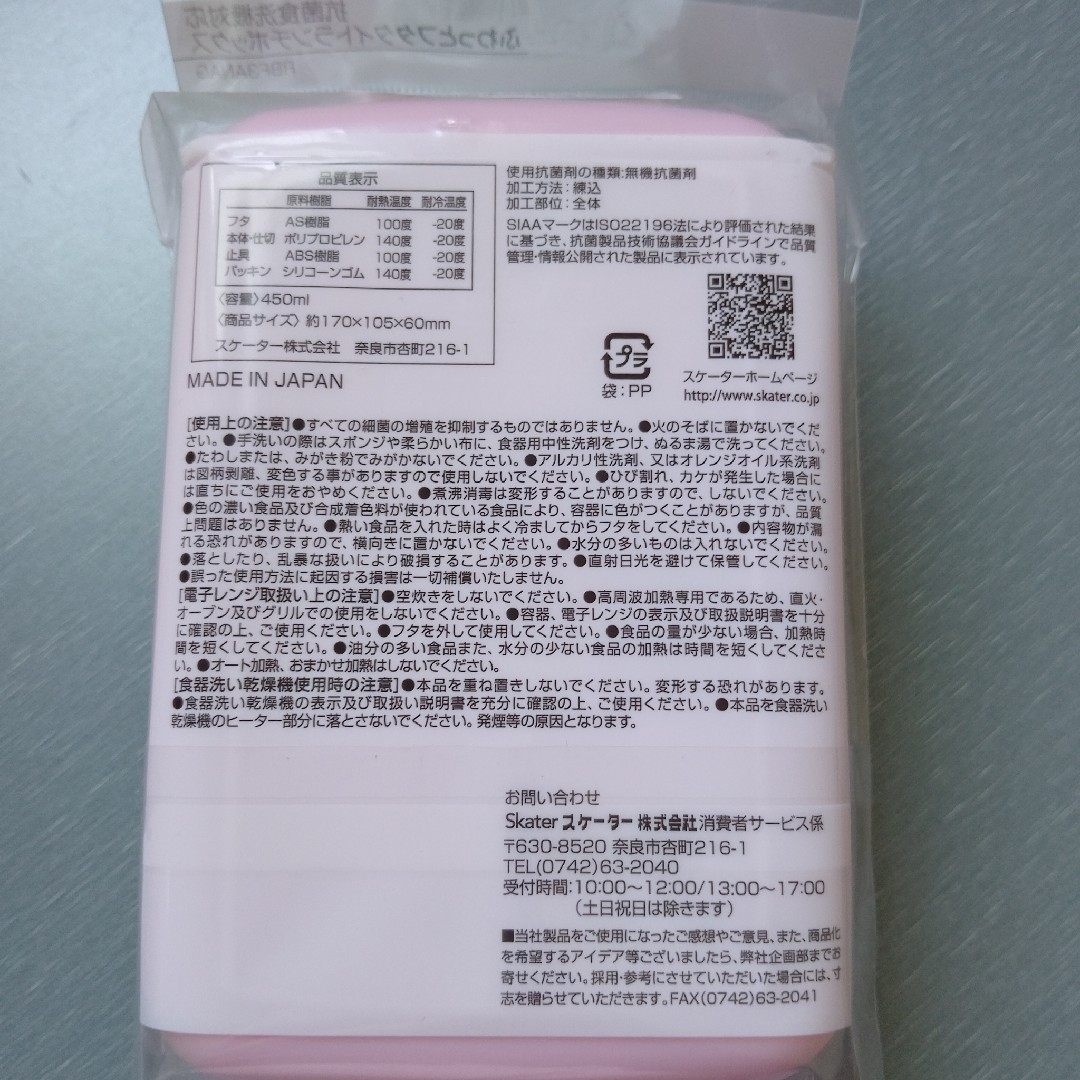 抗菌食洗機対応
ふわっとフタタイトランチボックス
品質表示
原料樹脂 耐熱温度 耐冷温度
フタ AS樹脂 100度 -20度
本体・仕切 ポリプロピレン 140度 -20度
止具 ABS樹脂 100度 -20度
パッキン シリコーンゴム 140度 -20度
〈容量〉450ml
〈商品サイズ〉約170×105×60mm
スケーター株式会社 奈良市杏町216-1
MADE IN JAPAN
使用抗菌剤の種類:無機抗菌剤
加工方法:練込
加工部位:全体
SIAAマークはISO22196法により評価された結果
に基づき、抗菌製品技術協議会ガイドラインで品質
管理・情報公開された製品に表示されています。
プラ
袋:PP
スケーターホームページ
http://www.skater.co.jp
[使用上の注意]●すべての細菌の増殖を抑制するものではありません。●火のそばに置かないでくだ
さい。●手洗いの際はスポンジや柔らかい布に、食器用中性洗剤をつけ、ぬるま湯で洗ってください。
●たわしまたは、みがき粉でみがかないでください。●アルカリ性洗剤、又はオレンジオイル系洗剤
は図柄剥離、変色する事がありますので使用しないでください。●ひび割れ、カケが発生した場合に
は直ちにご使用をおやめください。●煮沸消毒は変形することがありますので、しないでください。
●色の濃い食品及び合成着色料が使われている食品により、容器に色がつくことがありますが、品質
上問題はありません。●熱い食品を入れた時はよく冷ましてからフタをしてください。●内容物が漏
れる恐れがありますので、横向きに置かないでください。●水分の多いものは入れないでください。
●落としたり、乱暴な扱いにより破損することがあります。●直射日光を避けて保管してください。
●誤った使用方法に起因する損害は一切補償いたしません。
[電子レンジ取扱い上の注意]●空炊きをしないでください。●高周波加熱専用であるため、直火・
オーブン及びグリルでの使用をしないでください。●容器、電子レンジの表示及び取扱説明書を十分
に確認の上、ご使用ください。●フタを外して使用してください。●食品の量が少ない場合、加熱時
間を短くしてください。●油分の多い食品また、水分の少ない食品の加熱は時間を短くしてくださ
い。●オート加熱、おまかせ加熱はしないでください。
[食器洗い乾燥機使用時の注意]●本品を重ね置きしないでください。変形する恐れがあります。
●食器洗い乾燥機の表示及び取扱い説明書を充分に確認の上、ご使用ください。●本品を食器洗い
乾燥機のヒーター部分に落とさないでください。発煙等の原因となります。
お問い合わせ
Skater スケーター株式会社消費者サービス係
〒630-8520 奈良市杏町216-1
TEL(0742)63-2040
受付時間:10:00〜12:00/13:00〜17:00
(土日祝日は除きます)
■当社製品をご使用になったご感想やご意見、また、商品化
を希望するアイデア等ございましたら、弊社企画部までお
寄せください。採用・参考にさせていただいた場合には、寸
志を贈らせていただきます。FAX(0742)63-2041